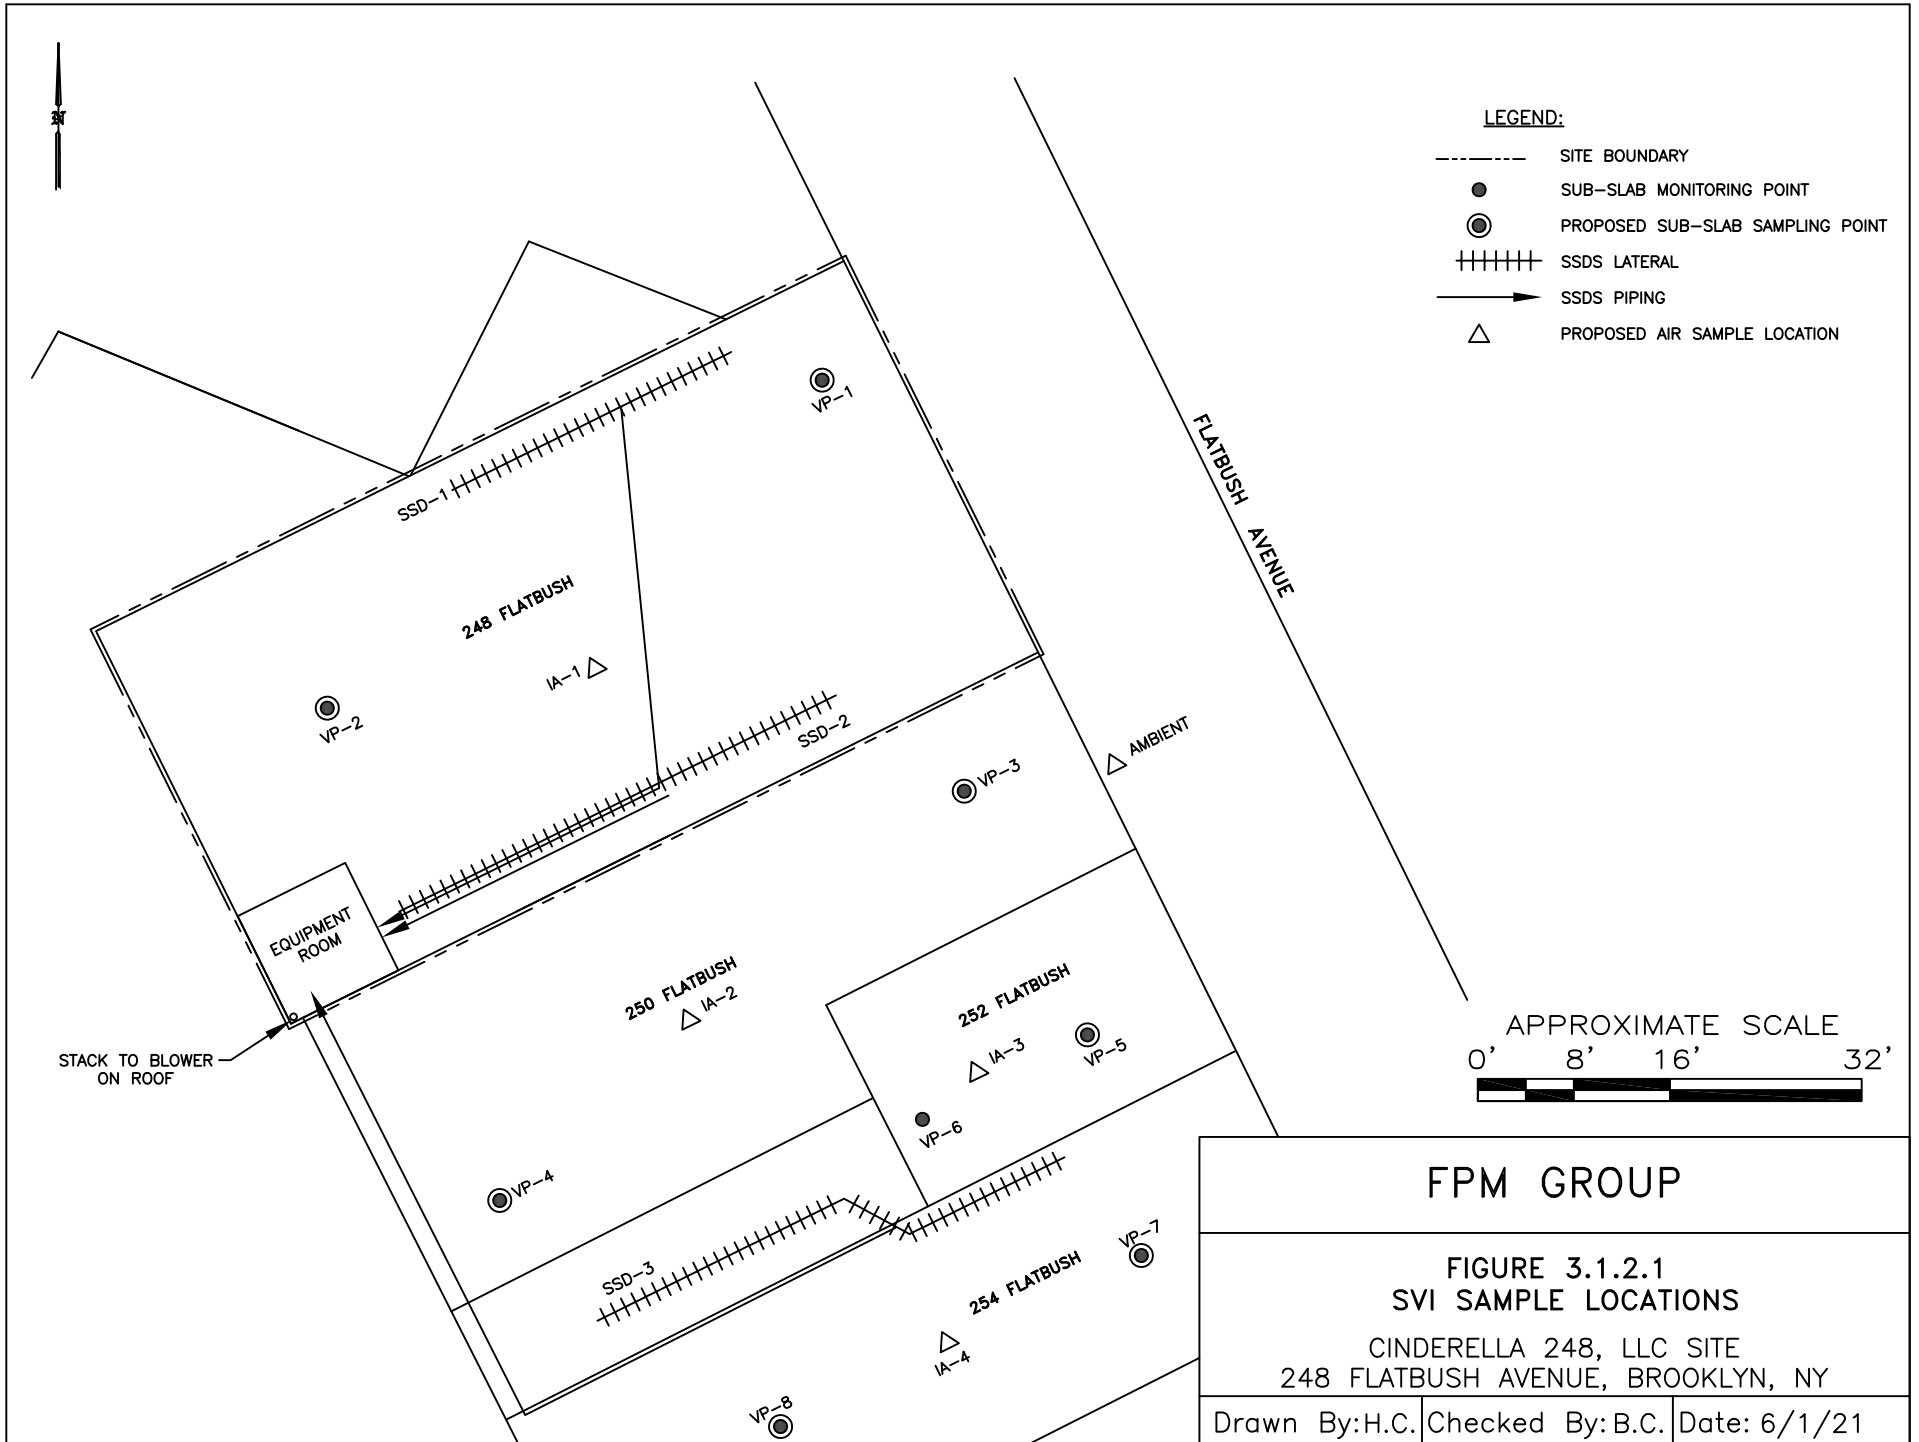 LEGEND:
SITE BOUNDARY
SUB-SLAB MONITORING POINT
PROPOSED SUB-SLAB SAMPLING POINT
SSDS LATERAL
SSDS PIPING
PROPOSED AIR SAMPLE LOCATION
VP-1
FLATBUSH AVENUE
SSD-1
248 FLATBUSH
IA-1
VP-2
SSD-2
AMBIENT
VP-3
EQUIPMENT
ROOM
250 FLATBUSH
IA-2
252 FLATBUSH
IA-3
VP-5
STACK TO BLOWER
ON ROOF
VP-6
VP-4
SSD-3
VP-7
254 FLATBUSH
IA-4
VP-8
APPROXIMATE SCALE
0' 8' 16' 32'
FPM GROUP
FIGURE 3.1.2.1
SVI SAMPLE LOCATIONS
CINDERELLA 248, LLC SITE
248 FLATBUSH AVENUE, BROOKLYN, NY
Drawn By: H.C. Checked By: B.C. Date: 6/1/21